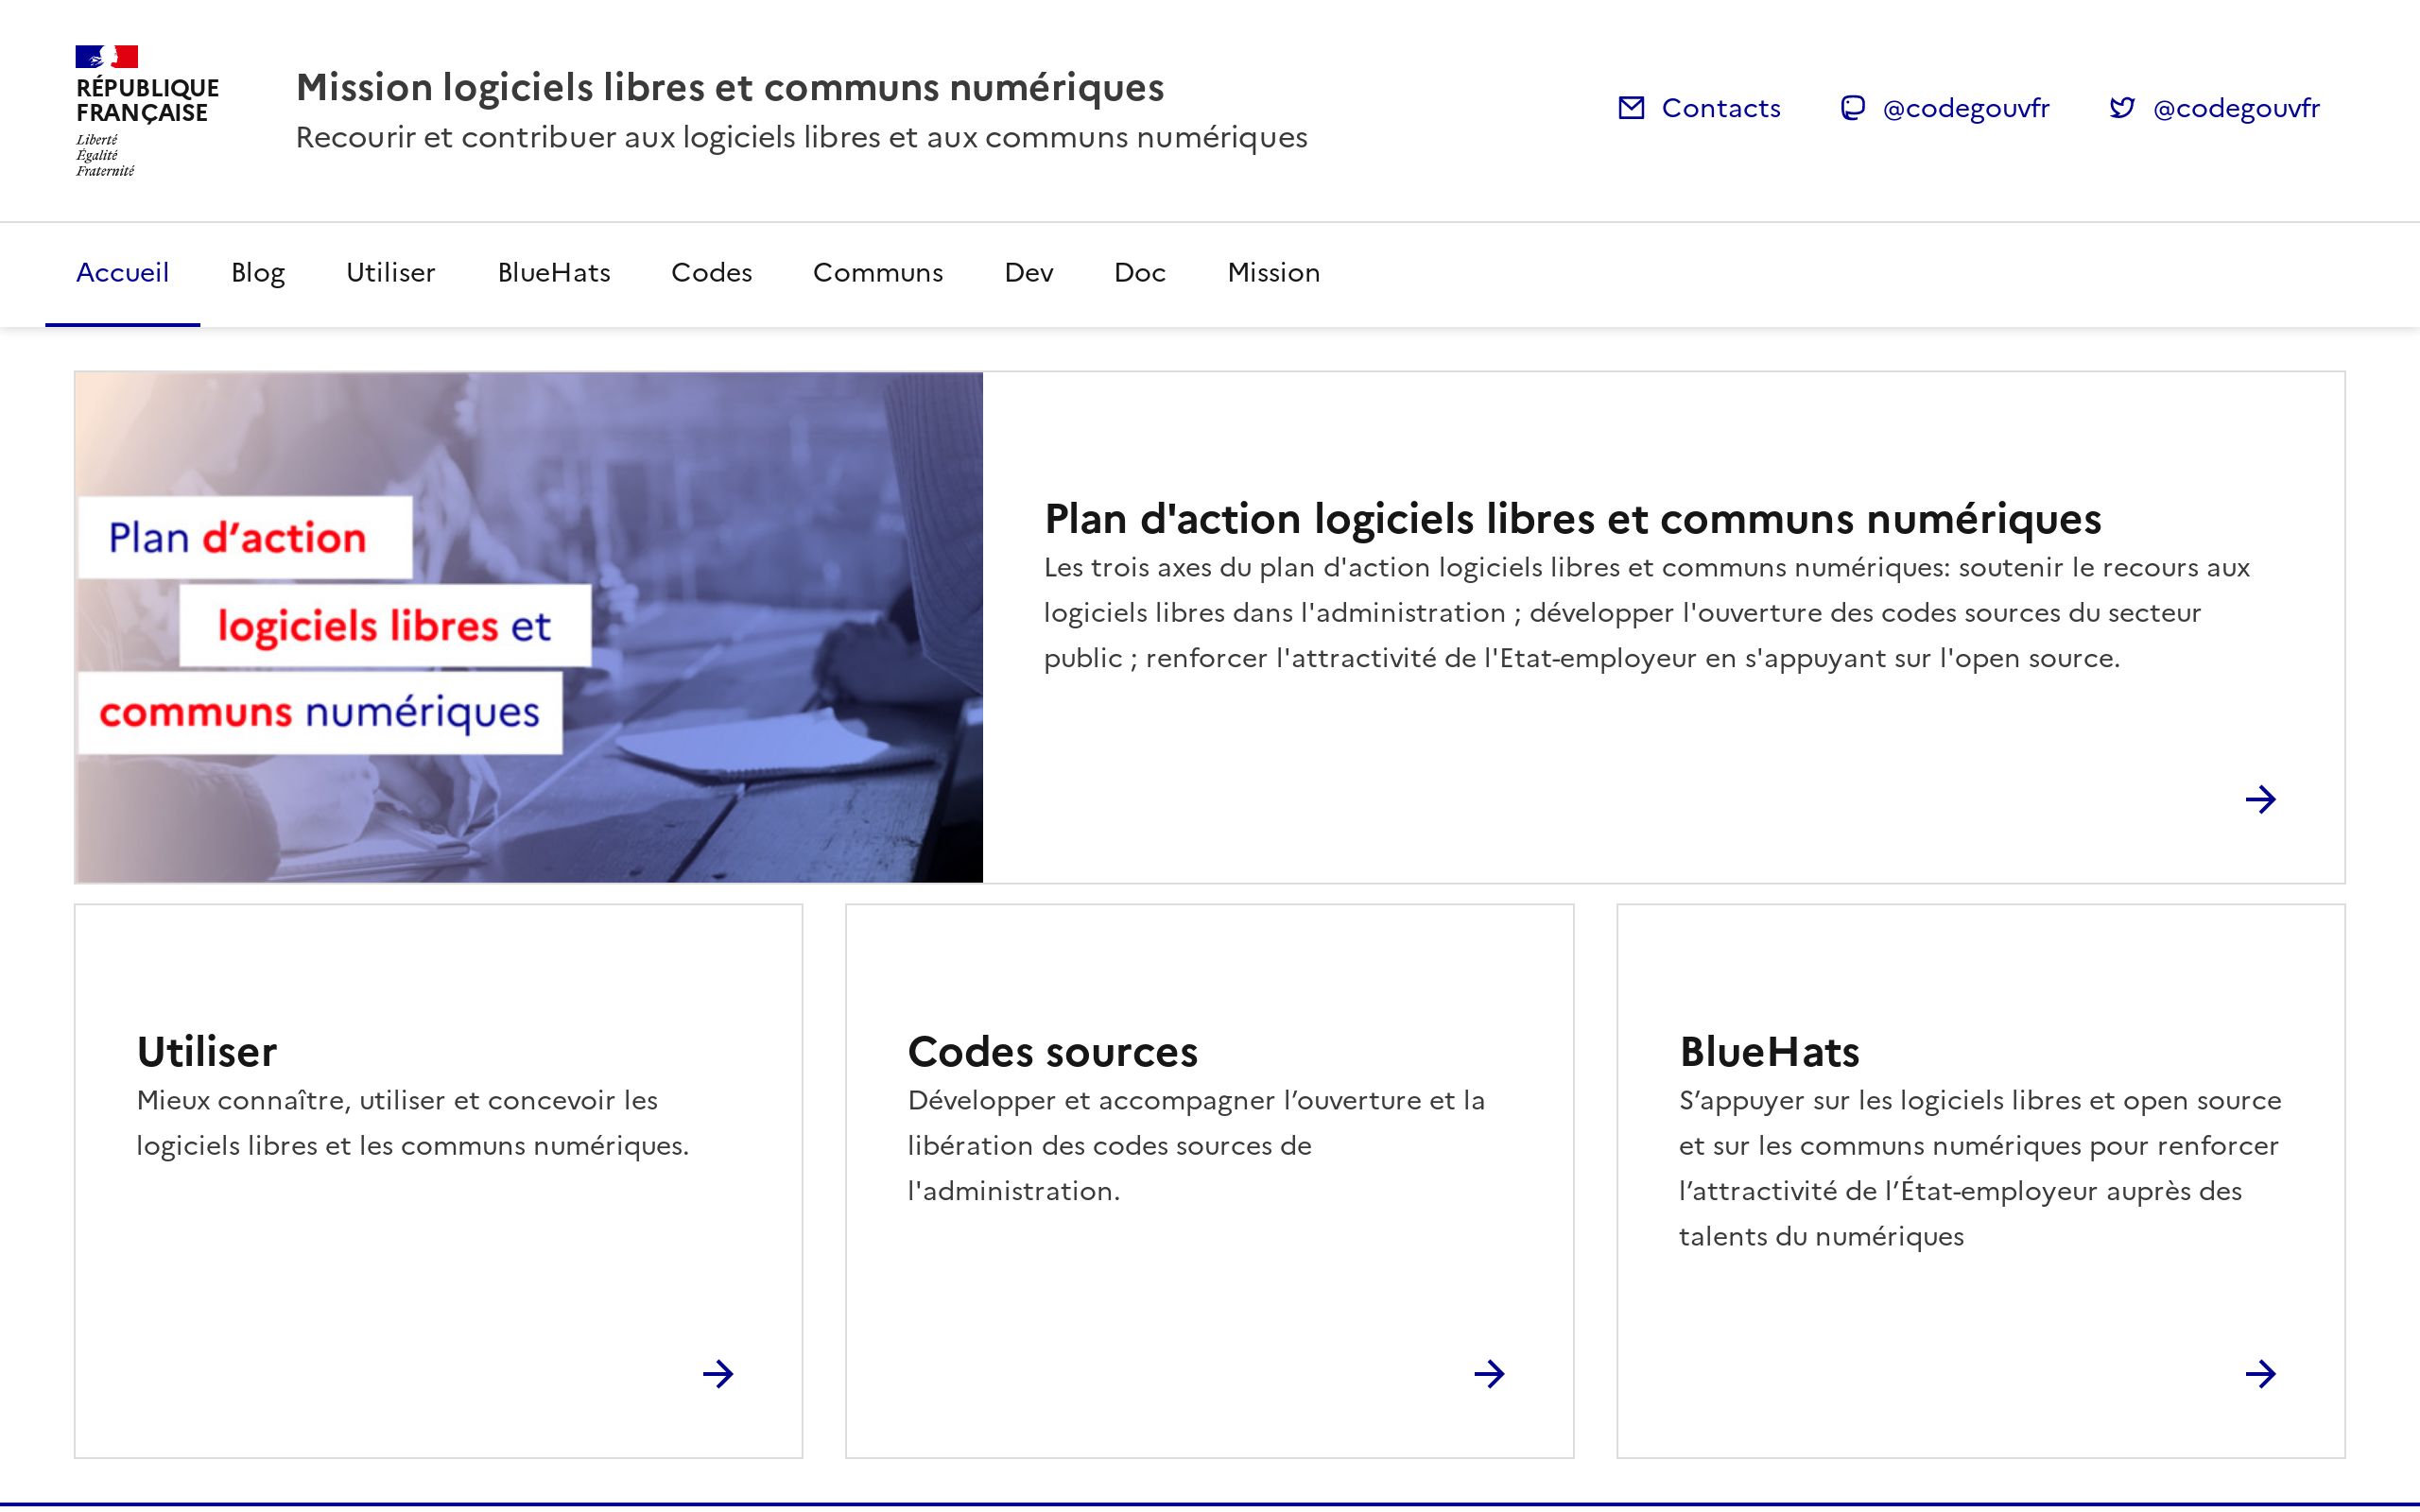 RÉPUBLIQUE
FRANÇAISE
Liberté
Égalité
Fraternité
Mission logiciels libres et communs numériques
Recourir et contribuer aux logiciels libres et aux communs numériques
Contacts
@codegouvfr
@codegouvfr
Accueil
Blog
Utiliser
BlueHats
Codes
Communs
Dev
Doc
Mission
Plan d’action
logiciels libres et
communs numériques
Plan d'action logiciels libres et communs numériques
Les trois axes du plan d'action logiciels libres et communs numériques: soutenir le recours aux
logiciels libres dans l'administration ; développer l'ouverture des codes sources du secteur
public ; renforcer l'attractivité de l'Etat-employeur en s'appuyant sur l'open source.
Utiliser
Mieux connaître, utiliser et concevoir les
logiciels libres et les communs numériques.
Codes sources
Développer et accompagner l’ouverture et la
libération des codes sources de
l'administration.
BlueHats
S’appuyer sur les logiciels libres et open source
et sur les communs numériques pour renforcer
l’attractivité de l’État-employeur auprès des
talents du numériques